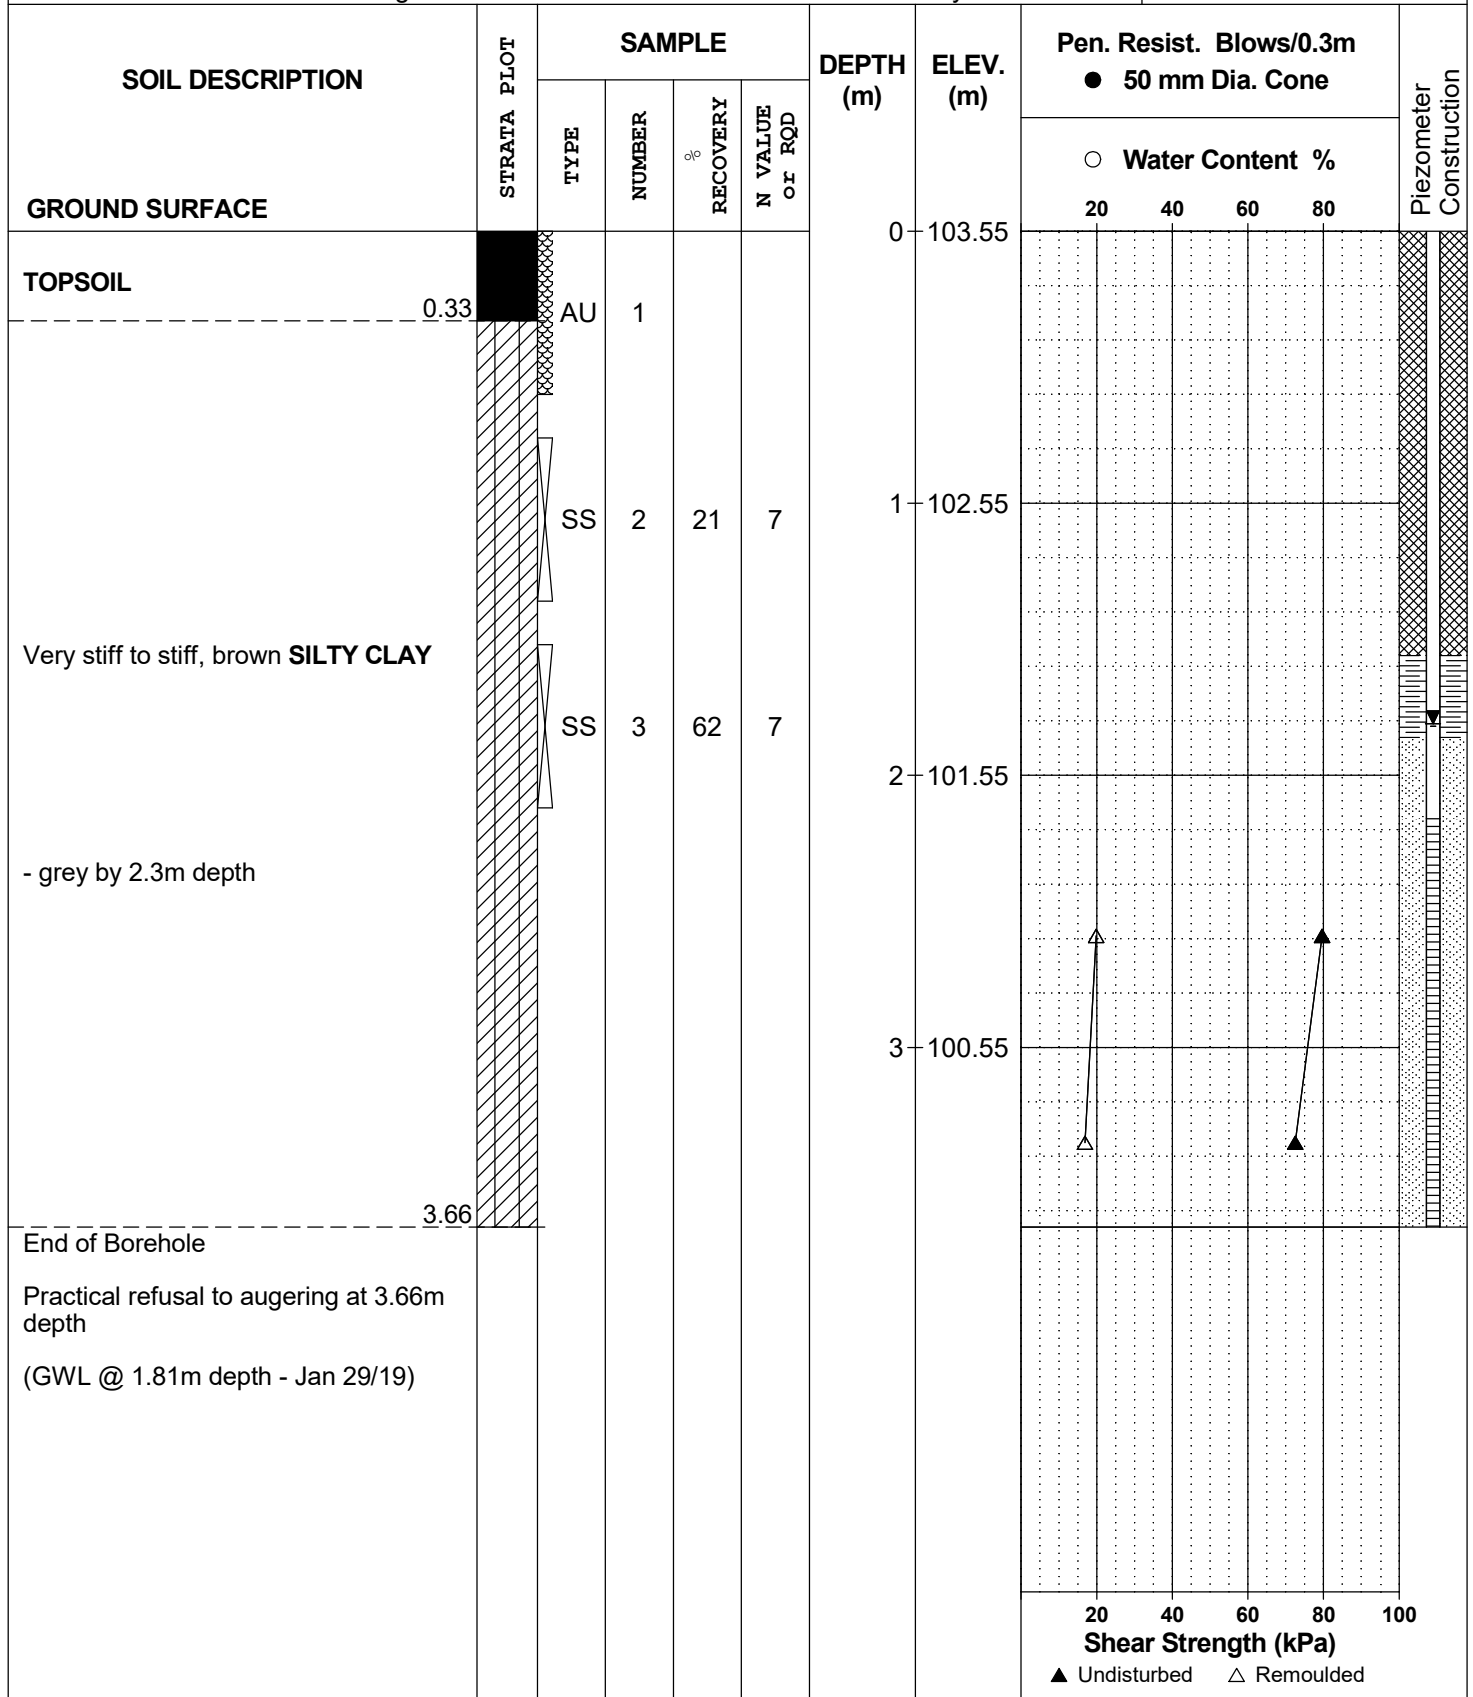 SOIL DESCRIPTION
GROUND SURFACE
STRATA PLOT
SAMPLE
TYPE
NUMBER
% RECOVERY
N VALUE or RQD
DEPTH (m)
ELEV. (m)
Pen. Resist. Blows/0.3m
● 50 mm Dia. Cone
○ Water Content %
20 40 60 80
Piezometer Construction
0 103.55
TOPSOIL
0.33
AU 1
1 102.55
SS 2 21 7
Very stiff to stiff, brown SILTY CLAY
SS 3 62 7
2 101.55
- grey by 2.3m depth
3 100.55
3.66
End of Borehole
Practical refusal to augering at 3.66m
depth
(GWL @ 1.81m depth - Jan 29/19)
20 40 60 80 100
Shear Strength (kPa)
▲ Undisturbed △ Remoulded